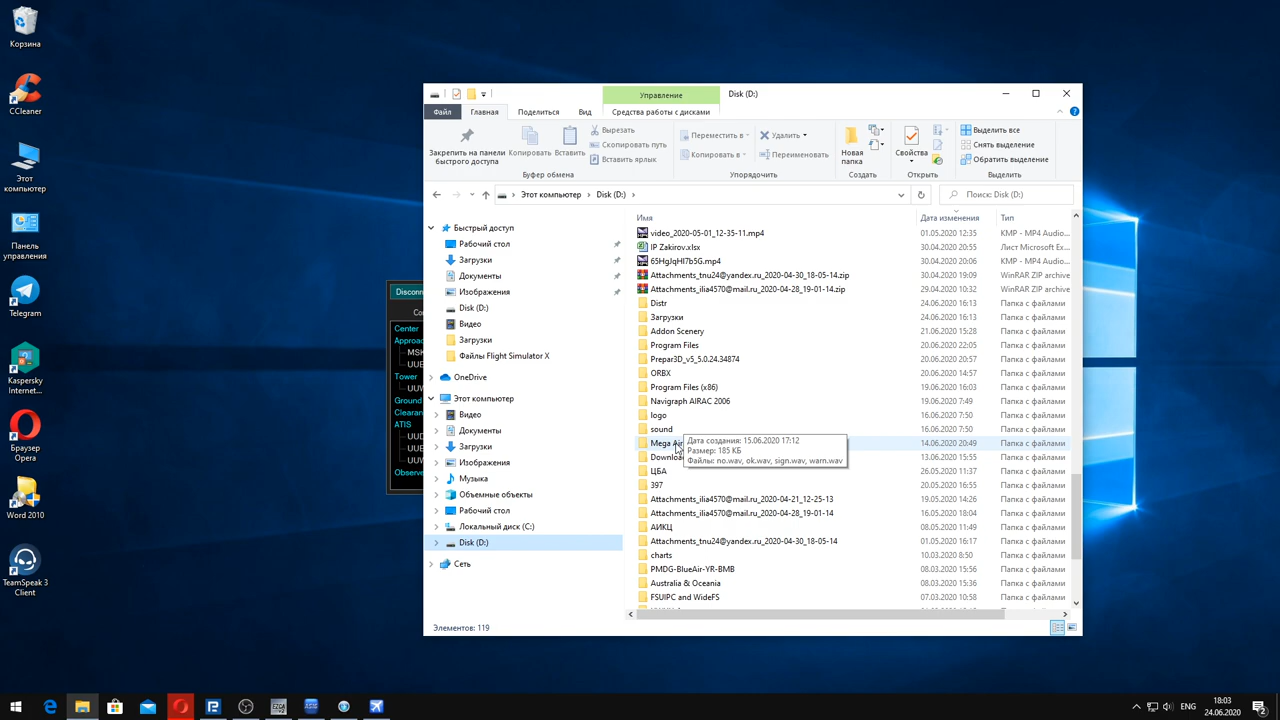 Корзина
CCleaner
Этот
компьютер
Панель
управления
Telegram
Kaspersky
Internet...
Браузер
Opera
Word 2010
TeamSpeak 3
Client
Disk (D:)
Управление
Файл
Главная
Поделиться
Вид
Средства работы с дисками
Закрепить на панели
быстрого доступа
Копировать
Вставить
Вырезать
Скопировать путь
Вставить ярлык
Буфер обмена
Переместить в
Копировать в
Удалить
Переименовать
Упорядочить
Новая
папка
Создать
Свойства
Открыть
Выделить все
Снять выделение
Обратить выделение
Выделить
Этот компьютер
Disk (D:)
Поиск: Disk (D:)
Быстрый доступ
Рабочий стол
Загрузки
Документы
Изображения
Disk (D:)
Видео
Загрузки
Файлы Flight Simulator X
OneDrive
Этот компьютер
Видео
Документы
Загрузки
Изображения
Музыка
Объемные объекты
Рабочий стол
Локальный диск (C:)
Disk (D:)
Сеть
Имя Дата изменения Тип
video_2020-05-01_12-35-11.mp4 01.05.2020 12:35 KMP - MP4 Audio...
IP Zakirov.xlsx 30.04.2020 20:55 Лист Microsoft Ex...
65HgJqHI7b5G.mp4 30.04.2020 20:06 KMP - MP4 Audio...
Attachments_tnu24@yandex.ru_2020-04-30_18-05-14.zip 30.04.2020 19:09 WinRAR ZIP archive
Attachments_ilia4570@mail.ru_2020-04-28_19-01-14.zip 29.04.2020 10:32 WinRAR ZIP archive
Distr 24.06.2020 16:13 Папка с файлами
Загрузки 24.06.2020 16:13 Папка с файлами
Addon Scenery 21.06.2020 15:28 Папка с файлами
Program Files 20.06.2020 22:05 Папка с файлами
Prepar3D_v5_5.0.24.34874 20.06.2020 20:57 Папка с файлами
ORBX 20.06.2020 14:57 Папка с файлами
Program Files (x86) 19.06.2020 16:03 Папка с файлами
Navigraph AIRAC 2006 19.06.2020 7:49 Папка с файлами
logo 16.06.2020 7:50 Папка с файлами
sound 16.06.2020 7:50 Папка с файлами
Mega Air 14.06.2020 20:49 Папка с файлами
Downloa 13.06.2020 15:55 Папка с файлами
ЦБА 26.05.2020 11:37 Папка с файлами
397 20.05.2020 16:55 Папка с файлами
Attachments_ilia4570@mail.ru_2020-04-21_12-25-13 19.05.2020 14:26 Папка с файлами
Attachments_ilia4570@mail.ru_2020-04-28_19-01-14 16.05.2020 18:04 Папка с файлами
АИКЦ 08.05.2020 11:49 Папка с файлами
Attachments_tnu24@yandex.ru_2020-04-30_18-05-14 01.05.2020 16:17 Папка с файлами
charts 10.03.2020 8:50 Папка с файлами
PMDG-BlueAir-YR-BMB 08.03.2020 15:56 Папка с файлами
Australia & Oceania 08.03.2020 15:36 Папка с файлами
FSUIPC and WideFS 07.03.2020 10:58 Папка с файлами
Дата создания: 15.06.2020 17:12
Размер: 185 КБ
Файлы: no.wav, ok.wav, sign.wav, warn.wav
Элементов: 119
Disconn
Co
Center
Approac
MSK
UUE
Tower
UUW
Ground
Clearan
ATIS
UUD
UUE
UUW
Observe
18:03
24.06.2020
2